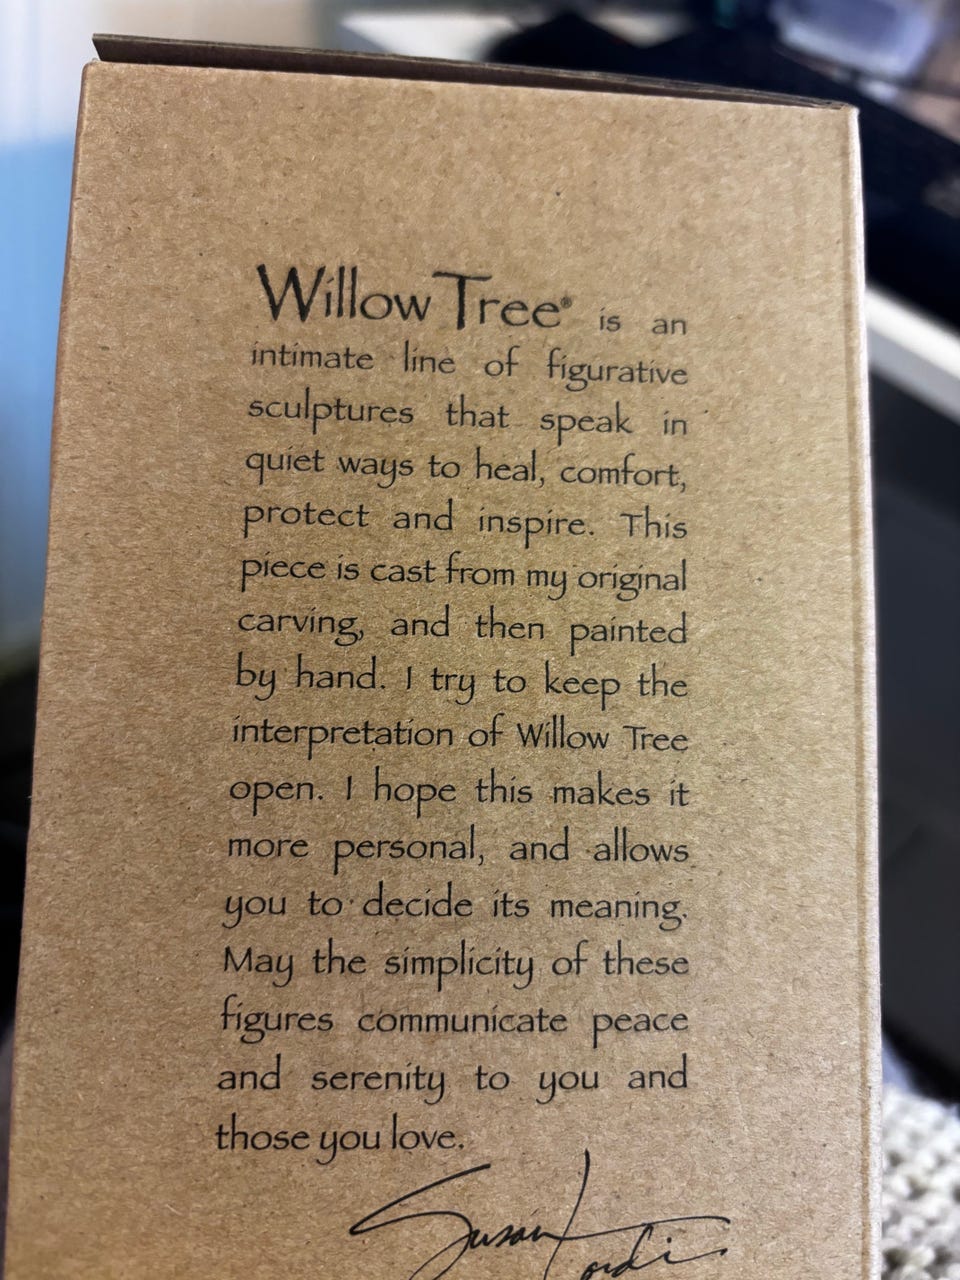 Willow Tree® is an
intimate line of figurative
sculptures that speak in
quiet ways to heal, comfort,
protect and inspire. This
piece is cast from my original
carving, and then painted
by hand. I try to keep the
interpretation of Willow Tree
open. I hope this makes it
more personal, and allows
you to decide its meaning.
May the simplicity of these
figures communicate peace
and serenity to you and
those you love.
Susan Lordi